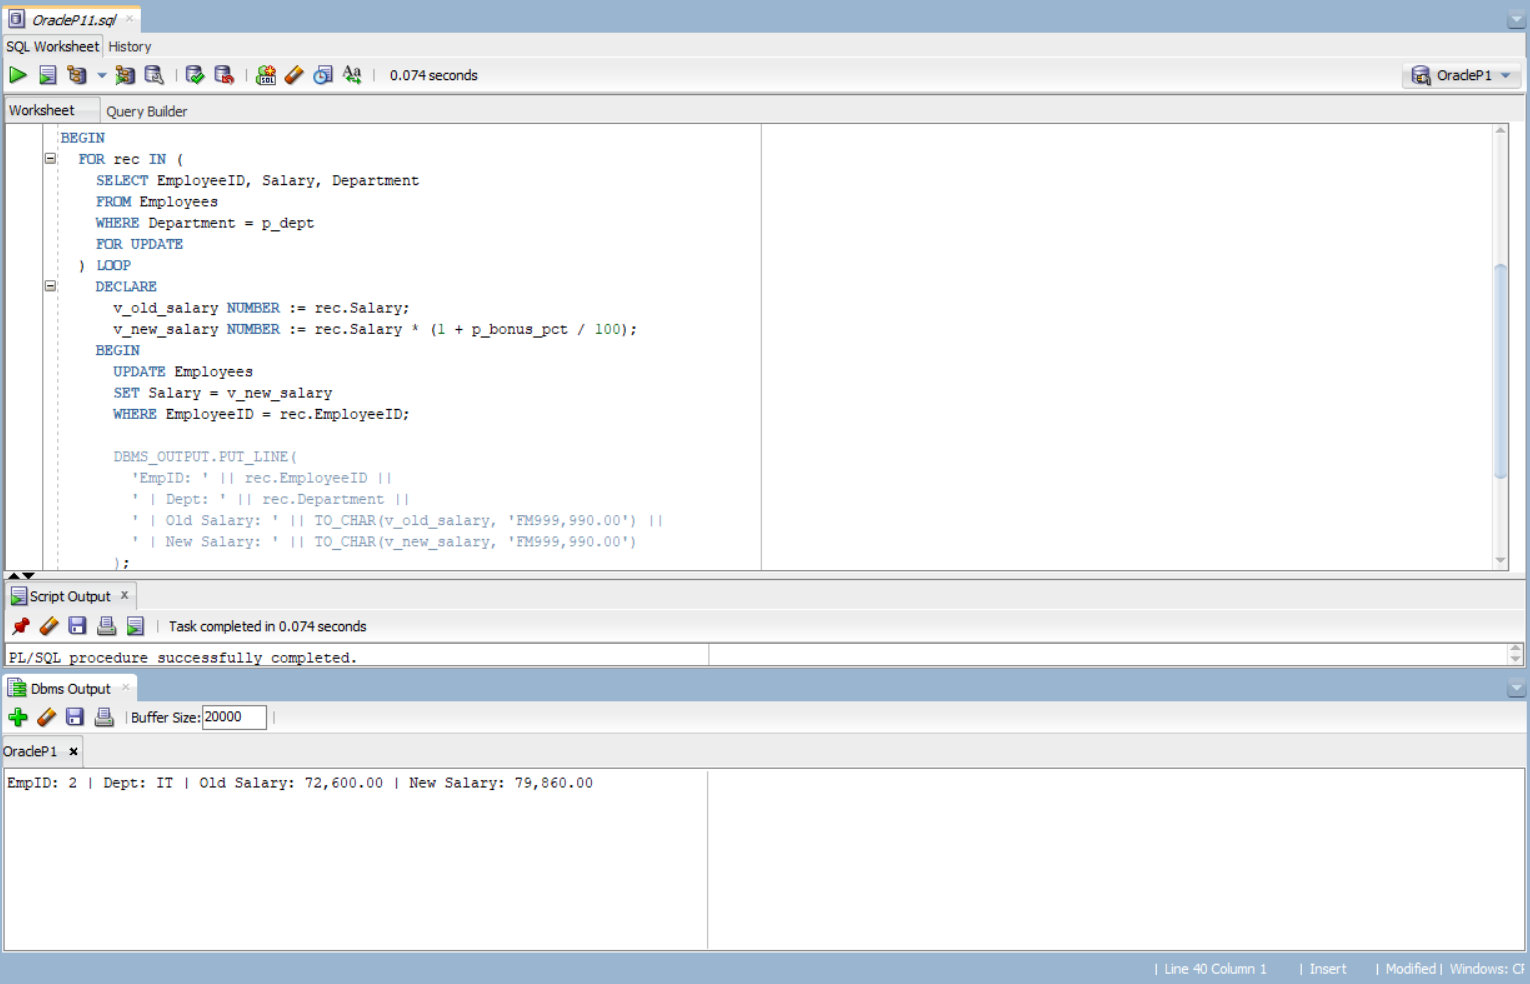 OracleP11.sql
SQL Worksheet History
0.074 seconds
OracleP1
Worksheet Query Builder
BEGIN
FOR rec IN (
SELECT EmployeeID, Salary, Department
FROM Employees
WHERE Department = p_dept
FOR UPDATE
) LOOP
DECLARE
v_old_salary NUMBER := rec.Salary;
v_new_salary NUMBER := rec.Salary * (1 + p_bonus_pct / 100);
BEGIN
UPDATE Employees
SET Salary = v_new_salary
WHERE EmployeeID = rec.EmployeeID;
DBMS_OUTPUT.PUT_LINE(
'EmpID: ' || rec.EmployeeID ||
' | Dept: ' || rec.Department ||
' | Old Salary: ' || TO_CHAR(v_old_salary, 'FM999,990.00') ||
' | New Salary: ' || TO_CHAR(v_new_salary, 'FM999,990.00')
);
Script Output x
Task completed in 0.074 seconds
PL/SQL procedure successfully completed.
Dbms Output
Buffer Size: 20000
OracleP1
EmpID: 2 | Dept: IT | Old Salary: 72,600.00 | New Salary: 79,860.00
| Line 40 Column 1 | Insert | Modified | Windows: CF